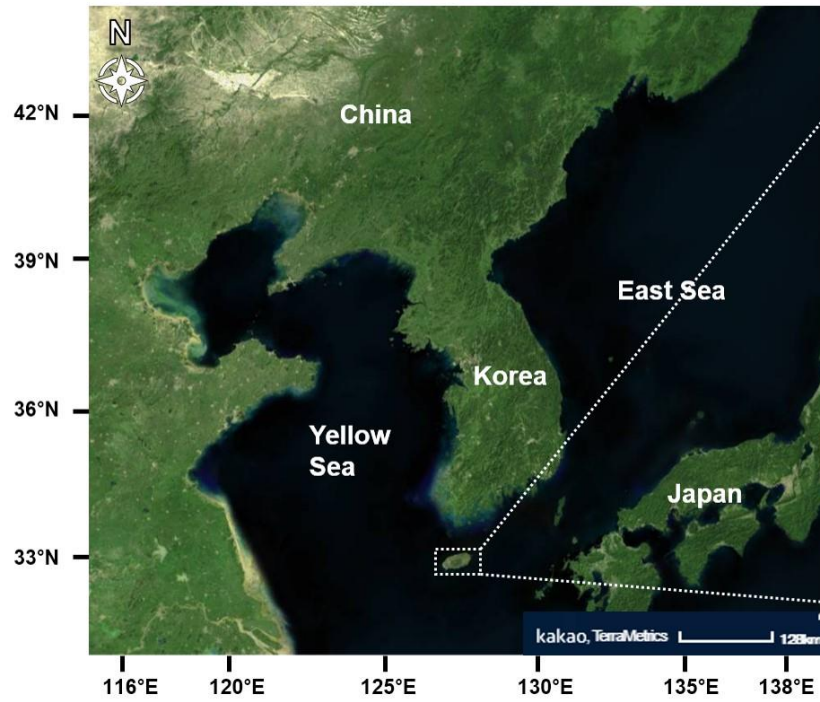 N
China
42°N
39°N
East Sea
Korea
36°N
Yellow
Sea
Japan
33°N
kakao, TerraMetrics
116°E 120°E 125°E 130°E 135°E 138°E